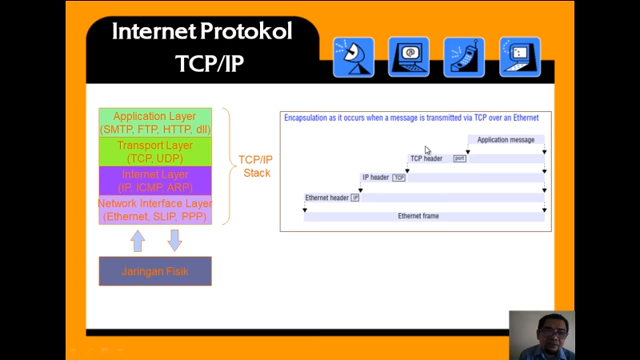 Internet Protokol
TCP/IP
Application Layer
(SMTP, FTP, HTTP, dll)
Transport Layer
(TCP, UDP)
Internet Layer
(IP, ICMP, ARP)
Network Interface Layer
(Ethernet, SLIP, PPP)
TCP/IP
Stack
Jaringan Fisik
Encapsulation as it occurs when a message is transmitted via TCP over an Ethernet
Application message
TCP header port
IP header TCP
Ethernet header IP
Ethernet frame